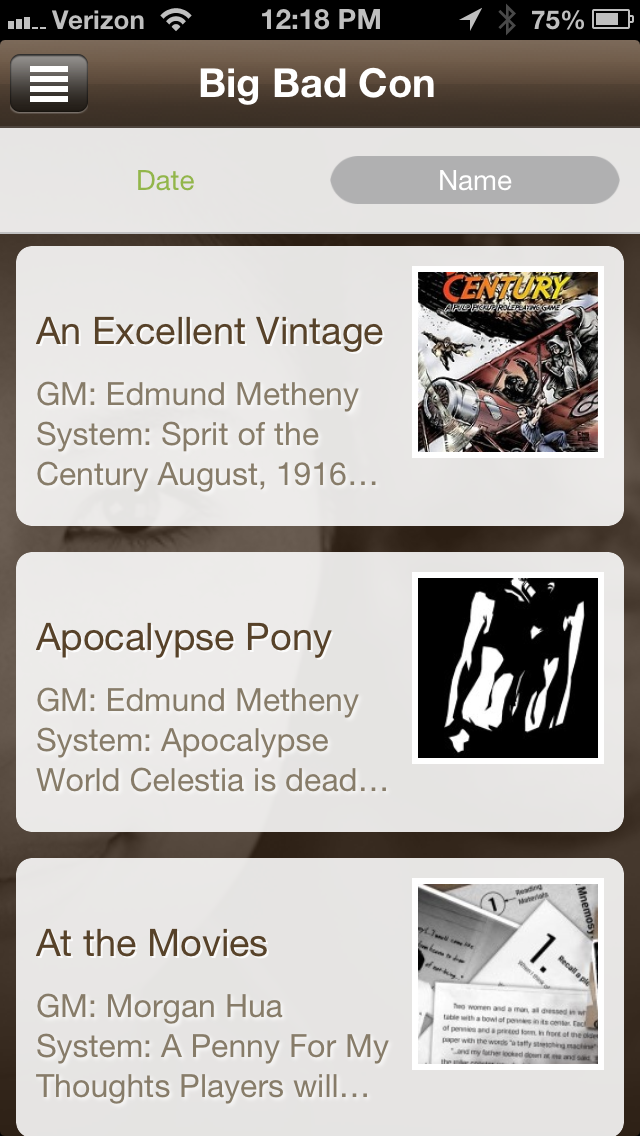 Verizon 12:18 PM 75%
Big Bad Con
Date Name
An Excellent Vintage
GM: Edmund Metheny
System: Sprit of the
Century August, 1916...
CENTURY
A PULP PICKUP ROLEPLAYING GAME
Apocalypse Pony
GM: Edmund Metheny
System: Apocalypse
World Celestia is dead...
At the Movies
GM: Morgan Hua
System: A Penny For My
Thoughts Players will...
1
Reading
Materials
Mnemos
1.
Recall a pl
Two women and a man, all dressed in wh
table with a bowl of pennies in its center. Each
of pennies and a printed form. In front of the
paper with the words "a taffy stretching machine"
"...and my father looked down at me and said,